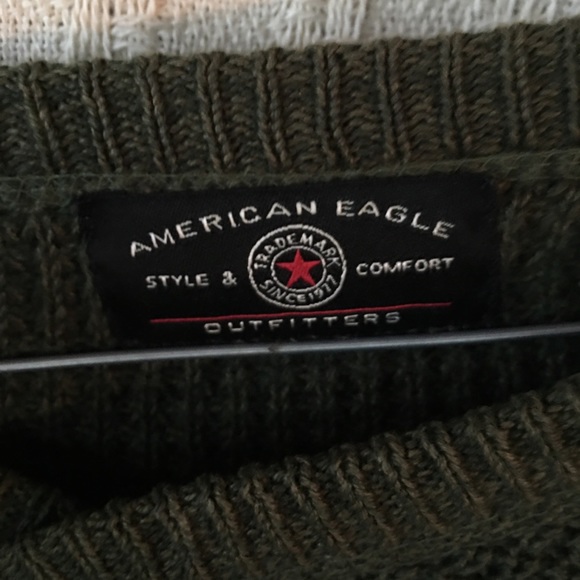 AMERICAN EAGLE
TRADEMARK
STYLE & COMFORT
SINCE 1977
OUTFITTERS